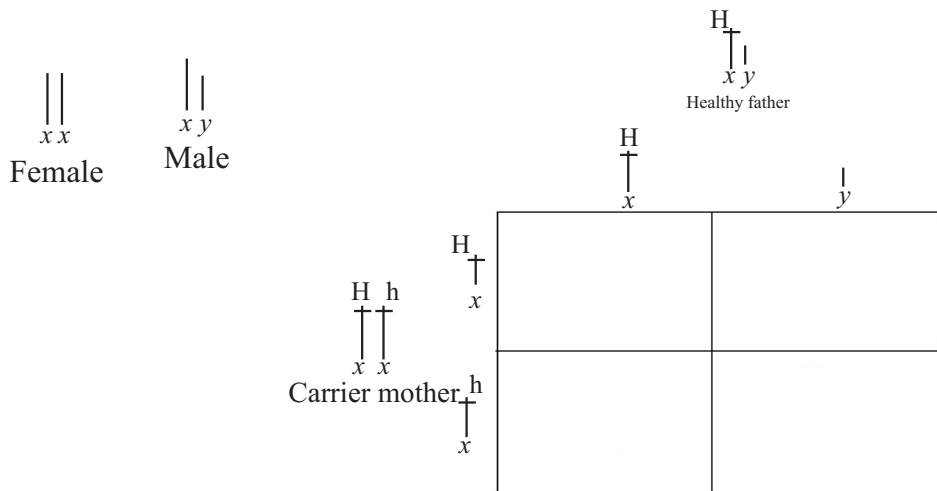 H
x y
Healthy father
x x
Female
x y
Male
H
x
y
H
x
H h
x x
Carrier mother
h
x